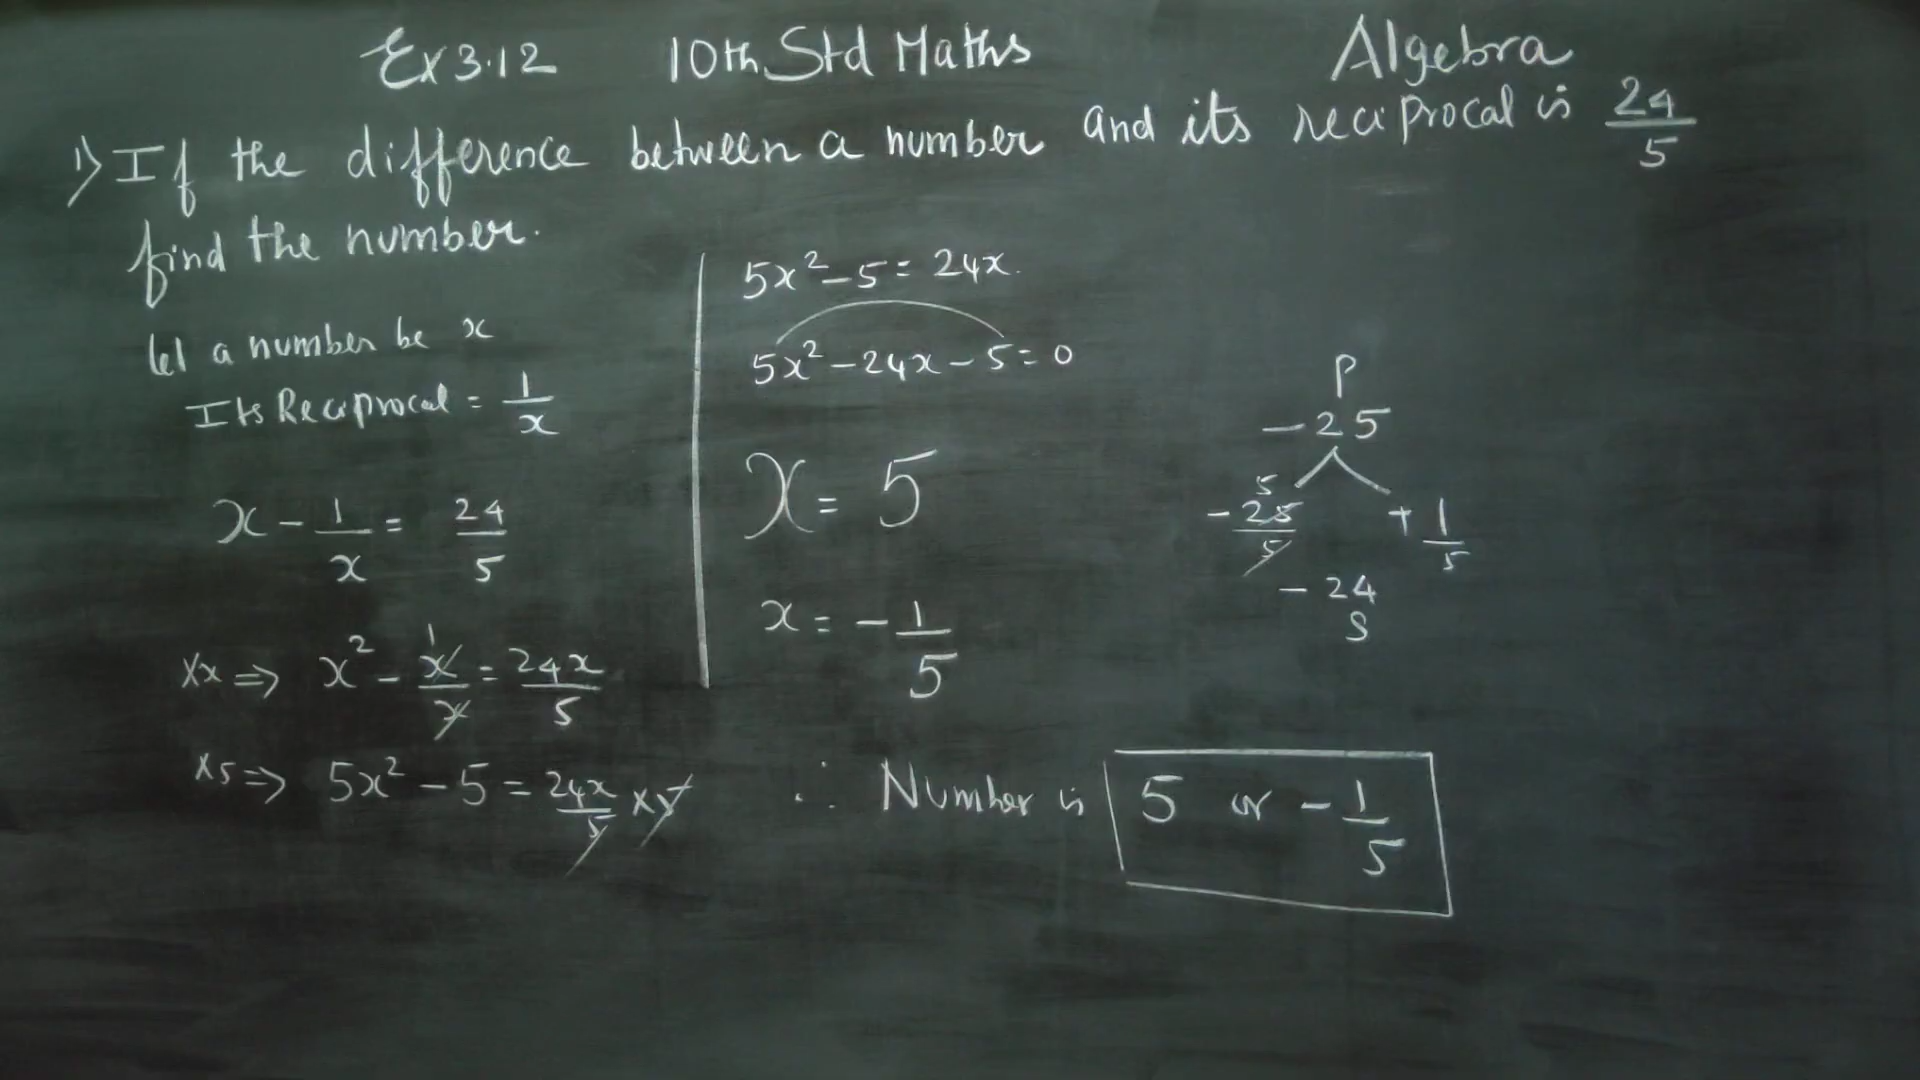 Ex 3.12 10th Std Maths Algebra
1) If the difference between a number and its reciprocal is 24/5
find the number.
let a number be x
Its Reciprocal = 1/x
x - 1/x = 24/5
Xx => x² - x/x = 24x/5
1
x5 => 5x² - 5 = 24x/5 x 5
5x² - 5 = 24x.
5x² - 24x - 5 = 0
x = 5
x = - 1/5
P
-25
5
-25/5 +1/5
-24
S
∴ Number is 5 or - 1/5